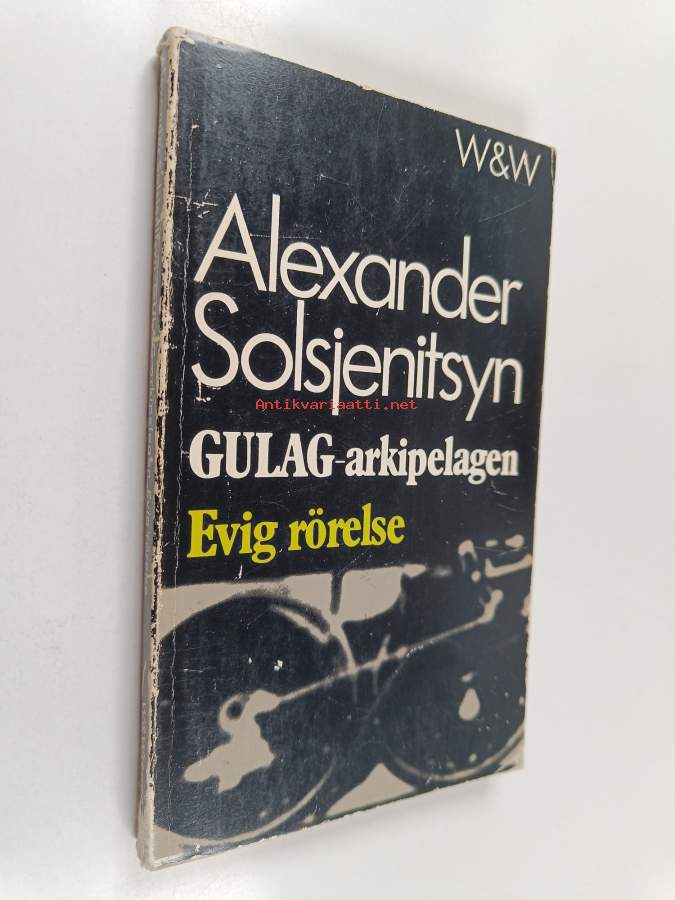 W&W
Alexander
Solsjenitsyn
Antikvariaatti.net
GULAG-arkipelagen
Evig rörelse